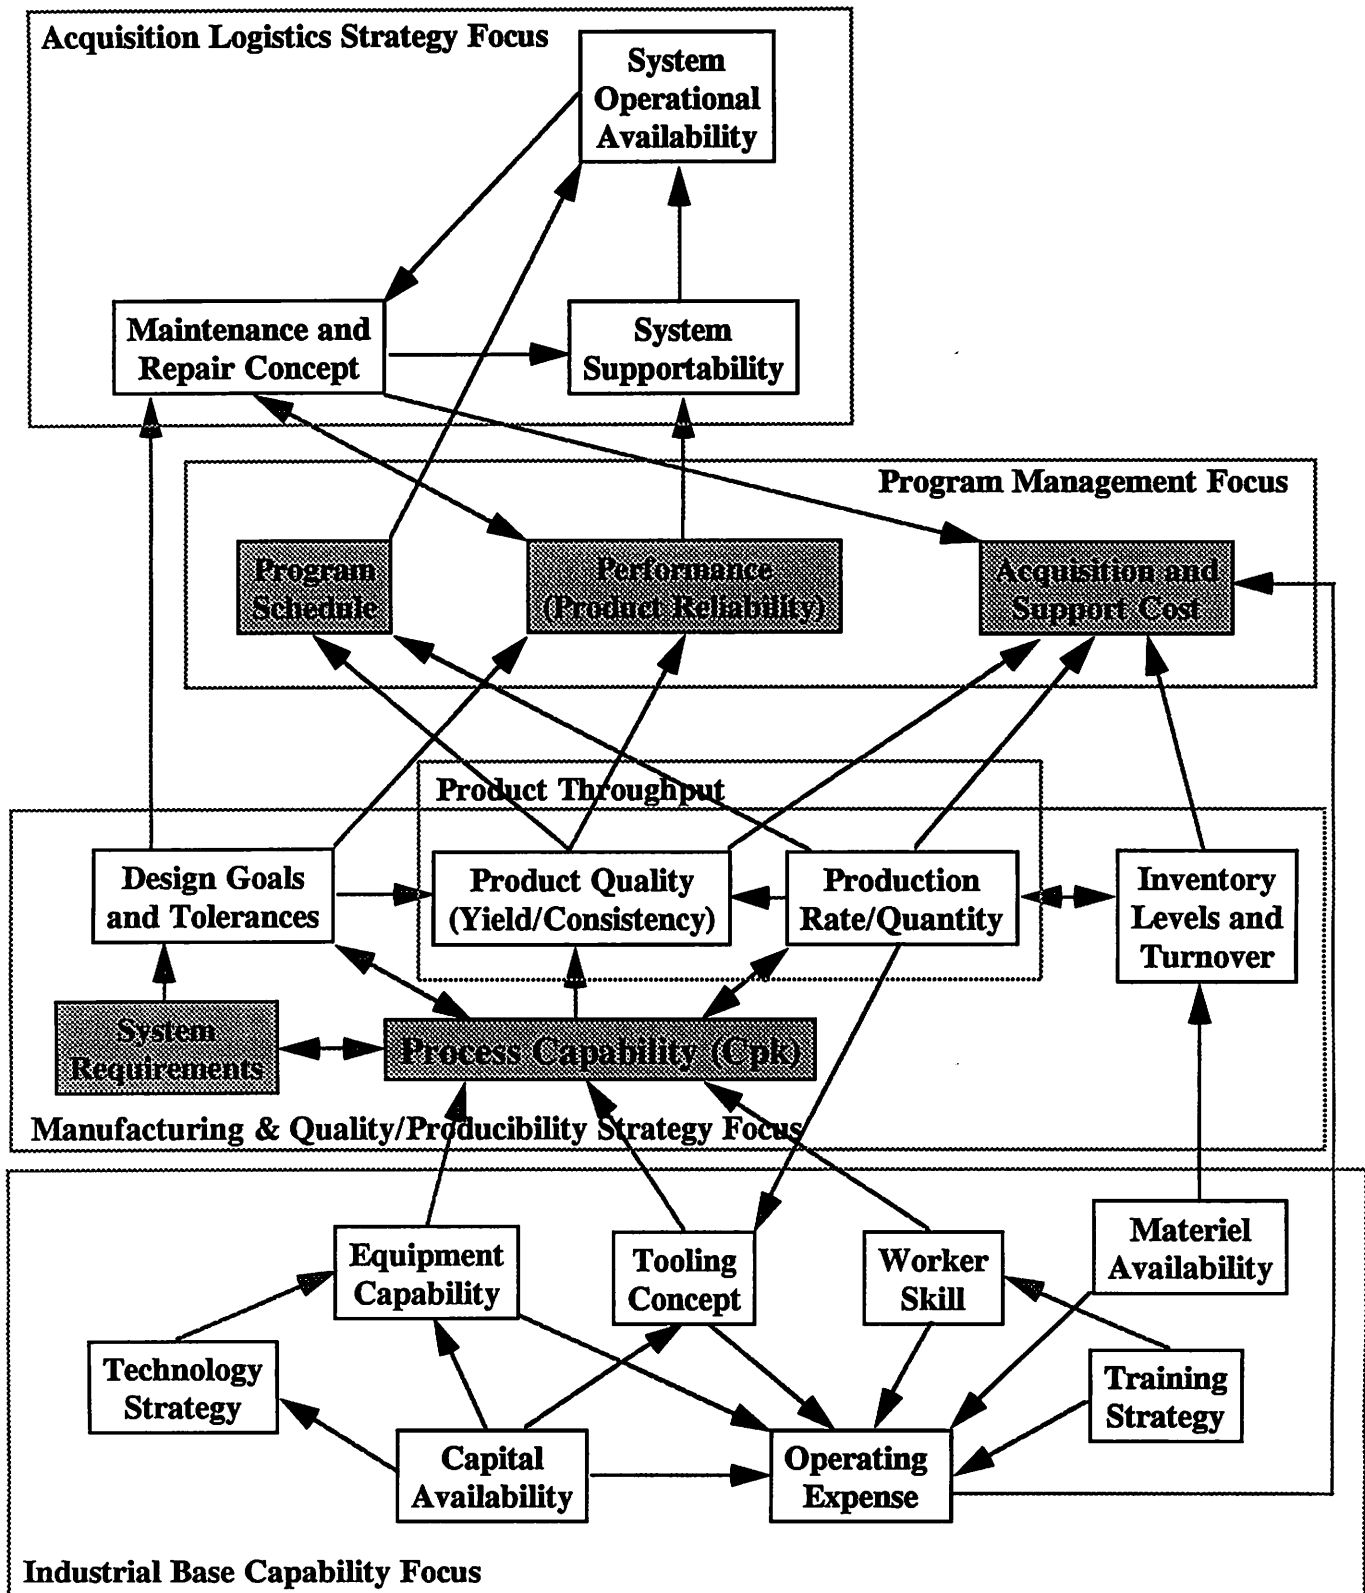 Acquisition Logistics Strategy Focus
System
Operational
Availability
Maintenance and
Repair Concept
System
Supportability
Program Management Focus
Program
Schedule
Performance
(Product Reliability)
Acquisition and
Support Cost
Product Throughput
Design Goals
and Tolerances
Product Quality
(Yield/Consistency)
Production
Rate/Quantity
Inventory
Levels and
Turnover
System
Requirements
Process Capability (Cpk)
Manufacturing & Quality/Producibility Strategy Focus
Equipment
Capability
Tooling
Concept
Worker
Skill
Materiel
Availability
Technology
Strategy
Training
Strategy
Capital
Availability
Operating
Expense
Industrial Base Capability Focus